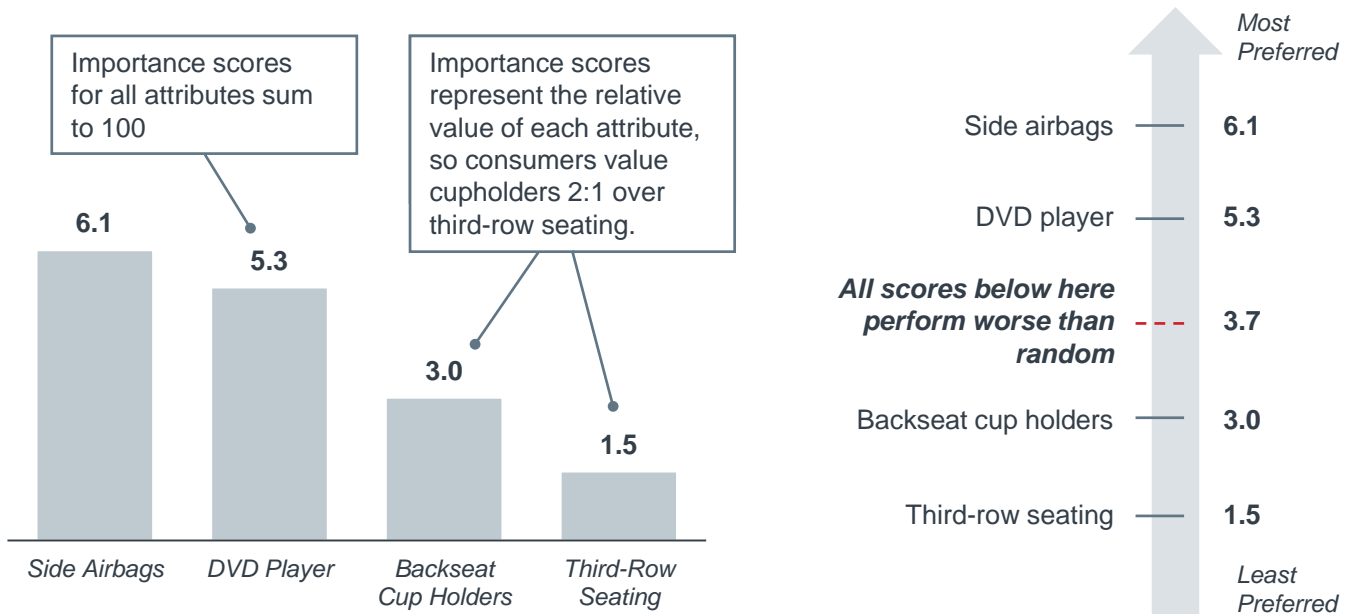 Importance scores
for all attributes sum
to 100
Importance scores
represent the relative
value of each attribute,
so consumers value
cupholders 2:1 over
third-row seating.
6.1
5.3
3.0
1.5
Side Airbags
DVD Player
Backseat
Cup Holders
Third-Row
Seating
Most
Preferred
Side airbags 6.1
DVD player 5.3
All scores below here
perform worse than 3.7
random
Backseat cup holders 3.0
Third-row seating 1.5
Least
Preferred